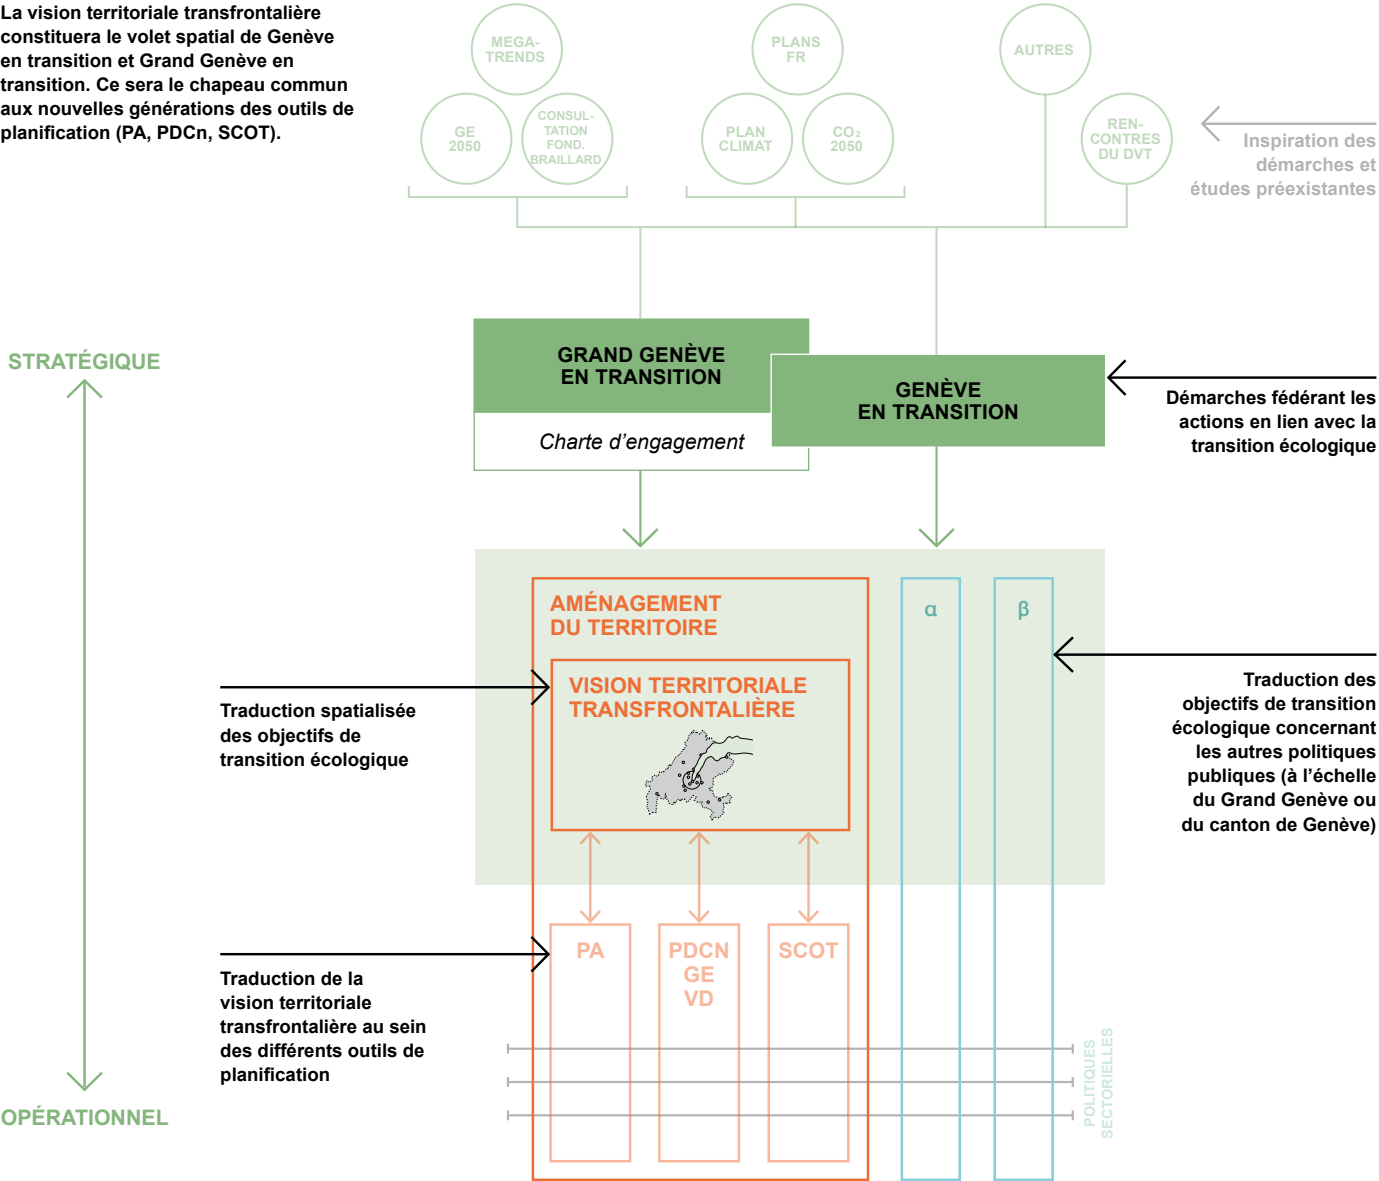 La vision territoriale transfrontalière
constituera le volet spatial de Genève
en transition et Grand Genève en
transition. Ce sera le chapeau commun
aux nouvelles générations des outils de
planification (PA, PDCn, SCOT).
MEGA-
TRENDS
GE
2050
CONSUL-
TATION
FOND.
BRAILLARD
PLANS
FR
PLAN
CLIMAT
CO₂
2050
AUTRES
REN-
CONTRES
DU DVT
Inspiration des
démarches et
études préexistantes
STRATÉGIQUE
GRAND GENÈVE
EN TRANSITION
Charte d’engagement
GENÈVE
EN TRANSITION
Démarches fédérant les
actions en lien avec la
transition écologique
AMÉNAGEMENT
DU TERRITOIRE
α
β
VISION TERRITORIALE
TRANSFRONTALIÈRE
Traduction spatialisée
des objectifs de
transition écologique
Traduction des
objectifs de transition
écologique concernant
les autres politiques
publiques (à l’échelle
du Grand Genève ou
du canton de Genève)
PA
PDCN
GE
VD
SCOT
Traduction de la
vision territoriale
transfrontalière au sein
des différents outils de
planification
POLITIQUES
SECTORIELLES
OPÉRATIONNEL